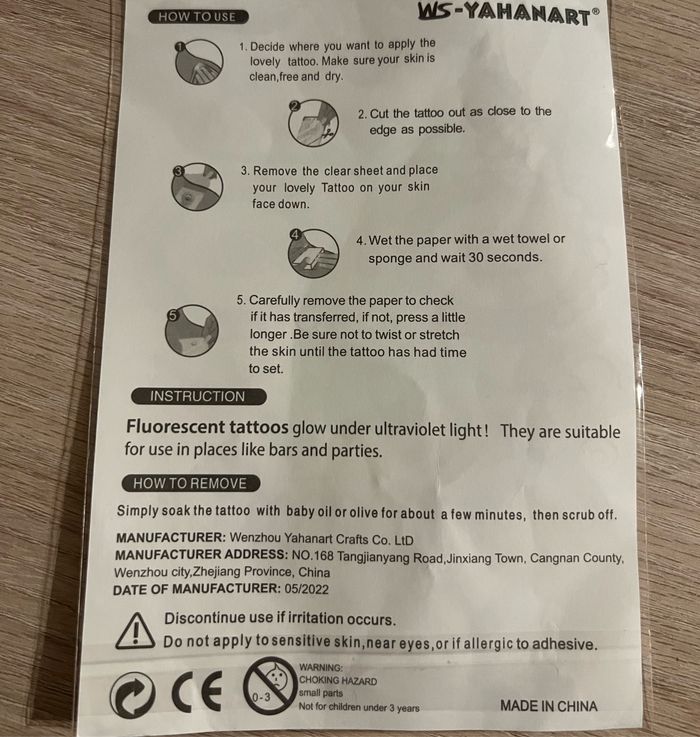 HOW TO USE
WS-YAHANART®
1
1. Decide where you want to apply the
lovely tattoo. Make sure your skin is
clean,free and dry.
2
2. Cut the tattoo out as close to the
edge as possible.
3
3. Remove the clear sheet and place
your lovely Tattoo on your skin
face down.
4
4. Wet the paper with a wet towel or
sponge and wait 30 seconds.
5
5. Carefully remove the paper to check
if it has transferred, if not, press a little
longer .Be sure not to twist or stretch
the skin until the tattoo has had time
to set.
INSTRUCTION
Fluorescent tattoos glow under ultraviolet light! They are suitable
for use in places like bars and parties.
HOW TO REMOVE
Simply soak the tattoo with baby oil or olive for about a few minutes, then scrub off.
MANUFACTURER: Wenzhou Yahanart Crafts Co. LtD
MANUFACTURER ADDRESS: NO.168 Tangjianyang Road,Jinxiang Town, Cangnan County,
Wenzhou city,Zhejiang Province, China
DATE OF MANUFACTURER: 05/2022
Discontinue use if irritation occurs.
Do not apply to sensitive skin,near eyes,or if allergic to adhesive.
CE
0-3
WARNING:
CHOKING HAZARD
small parts
Not for children under 3 years
MADE IN CHINA